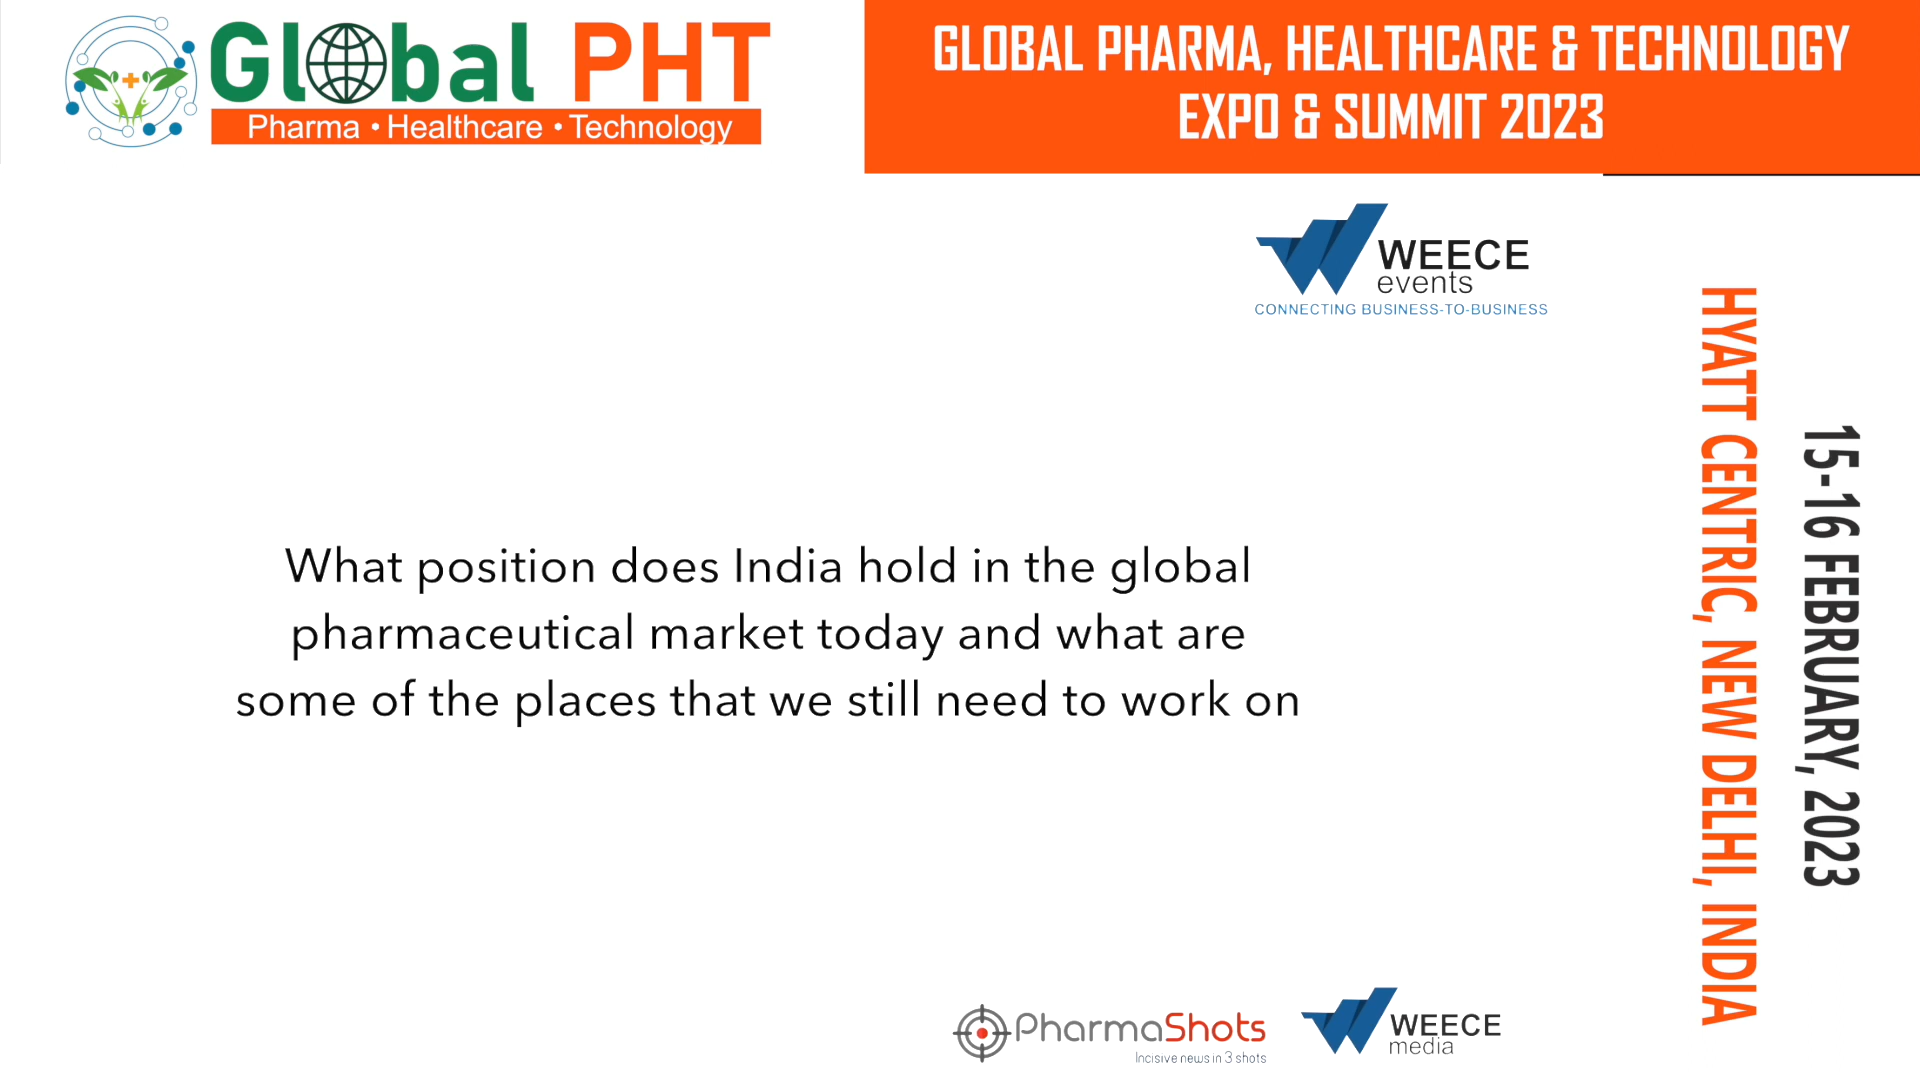 Global PHT
Pharma • Healthcare • Technology
GLOBAL PHARMA, HEALTHCARE & TECHNOLOGY
EXPO & SUMMIT 2023
WEECE
events
CONNECTING BUSINESS-TO-BUSINESS
What position does India hold in the global
pharmaceutical market today and what are
some of the places that we still need to work on
HYATT CENTRIC, NEW DELHI, INDIA
15-16 FEBRUARY, 2023
PharmaShots
Incisive news in 3 shots
WEECE
media